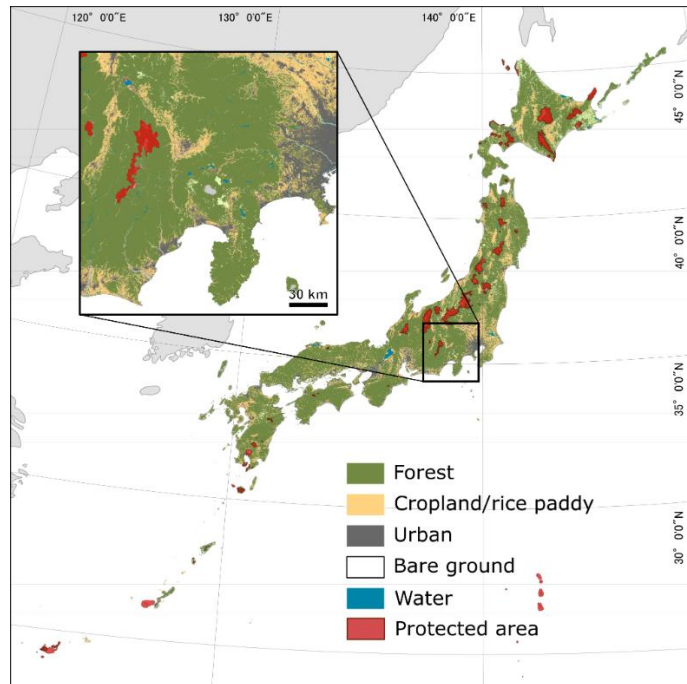 120° 0'0"E
130° 0'0"E
140° 0'0"E
45° 0'0"N
40° 0'0"N
35° 0'0"N
30° 0'0"N
30 km
Forest
Cropland/rice paddy
Urban
Bare ground
Water
Protected area